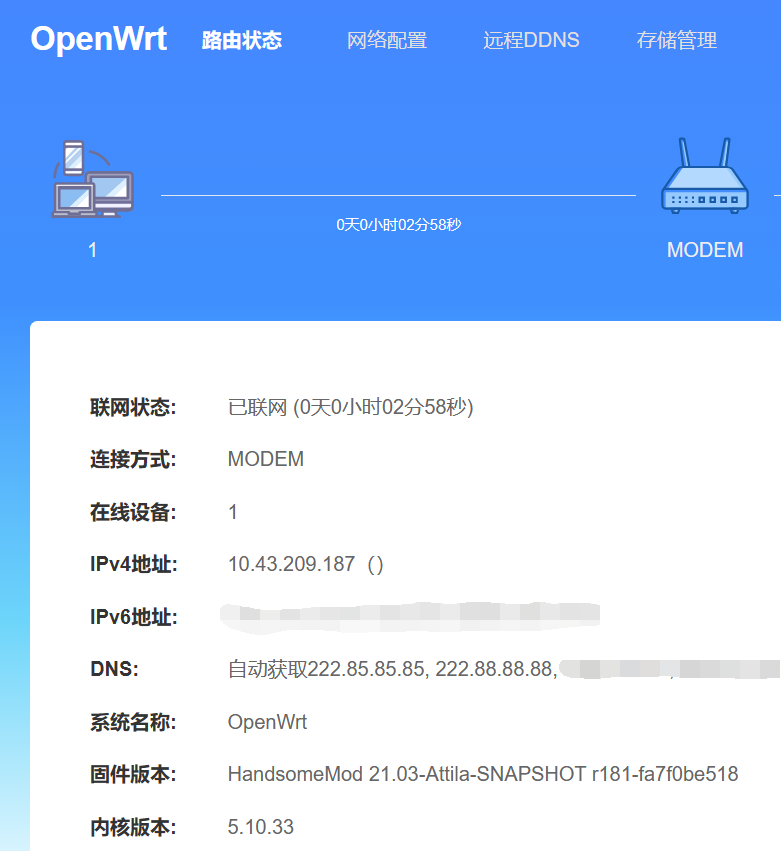 OpenWrt 路由状态 网络配置 远程DDNS 存储管理
0天0小时02分58秒
1 MODEM
联网状态: 已联网 (0天0小时02分58秒)
连接方式: MODEM
在线设备: 1
IPv4地址: 10.43.209.187（）
IPv6地址:
DNS: 自动获取222.85.85.85, 222.88.88.88,
系统名称: OpenWrt
固件版本: HandsomeMod 21.03-Attila-SNAPSHOT r181-fa7f0be518
内核版本: 5.10.33